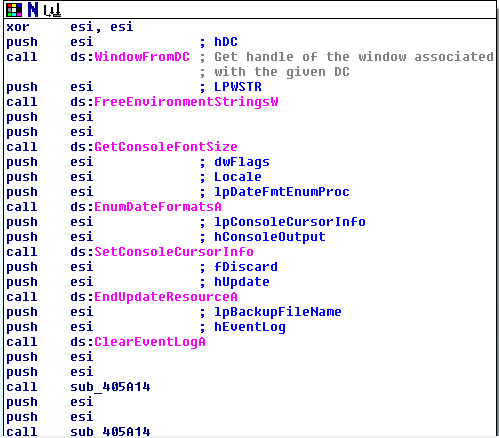 xor esi, esi
push esi ; hDC
call ds:WindowFromDC ; Get handle of the window associated
; with the given DC
push esi ; LPWSTR
call ds:FreeEnvironmentStringsW
push esi
push esi
call ds:GetConsoleFontSize
push esi ; dwFlags
push esi ; Locale
push esi ; lpDateFmtEnumProc
call ds:EnumDateFormatsA
push esi ; lpConsoleCursorInfo
push esi ; hConsoleOutput
call ds:SetConsoleCursorInfo
push esi ; fDiscard
push esi ; hUpdate
call ds:EndUpdateResourceA
push esi ; lpBackupFileName
push esi ; hEventLog
call ds:ClearEventLogA
push esi
push esi
call sub_405A14
push esi
push esi
call sub_405A14